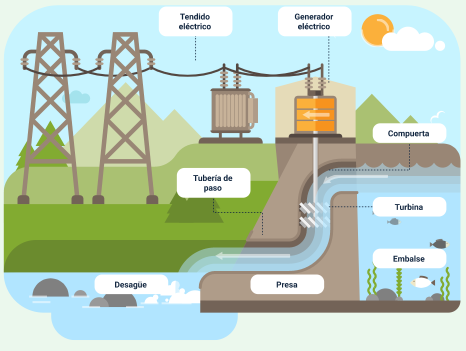 Tendido
eléctrico
Generador
eléctrico
Compuerta
Tubería de
paso
Turbina
Embalse
Desagüe
Presa